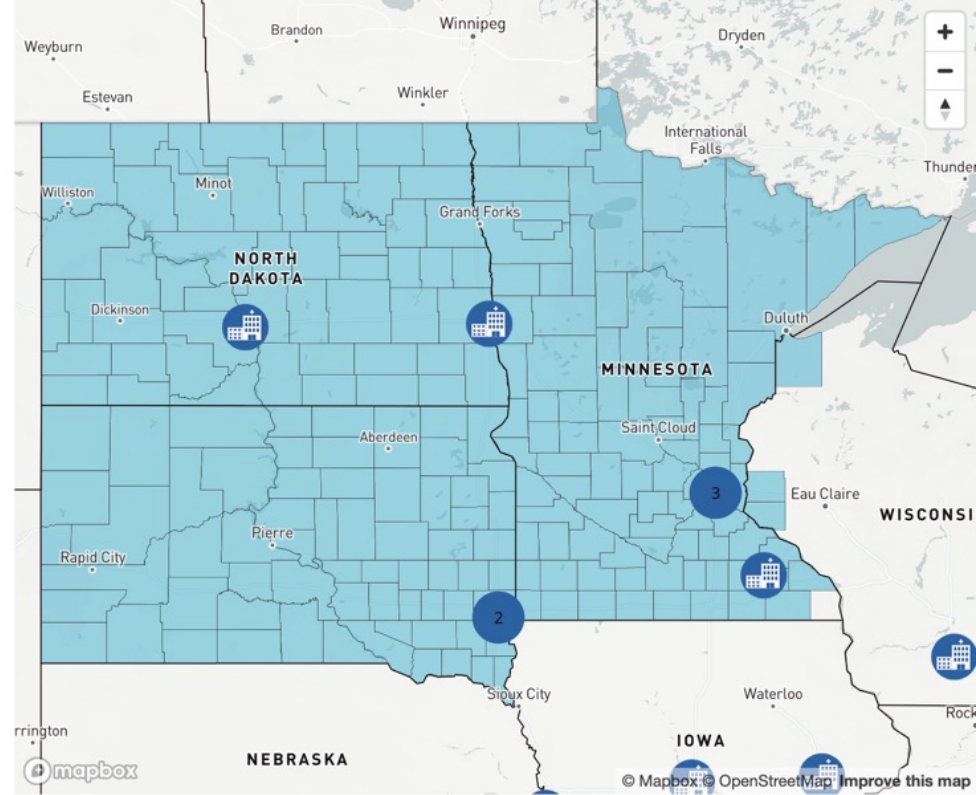 Winnipeg
Brandon
Dryden
Weyburn
Estevan
Winkler
International
Falls
Thunder
Williston
Minot
Grand Forks
NORTH
DAKOTA
Dickinson
Duluth
MINNESOTA
Saint Cloud
Aberdeen
3
Eau Claire
WISCONSI
Pierre
Rapid City
2
Sioux City
Waterloo
Rock
rrington
IOWA
NEBRASKA
mapbox
© Mapbox © OpenStreetMap Improve this map